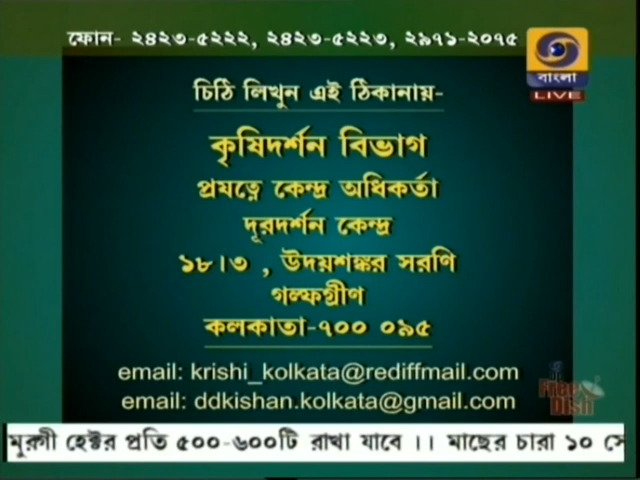 ফোন- ২৪২৩-৫২২২, ২৪২৩-৫২২৩, ২৯৭১-২০৭৫
বাংলা
LIVE
চিঠি লিখুন এই ঠিকানায়-
কৃষিদর্শন বিভাগ
প্রযত্নে কেন্দ্র অধিকর্তা
দূরদর্শন কেন্দ্র
১৮।৩ , উদয়শঙ্কর সরণি
গল্ফগ্রীণ
কলকাতা-৭০০ ০৯৫
email: krishi_kolkata@rediffmail.com
email: ddkishan.kolkata@gmail.com
Free Dish
মুরগী হেক্টর প্রতি ৫০০-৬০০টি রাখা যাবে ।। মাছের চারা ১০ সে